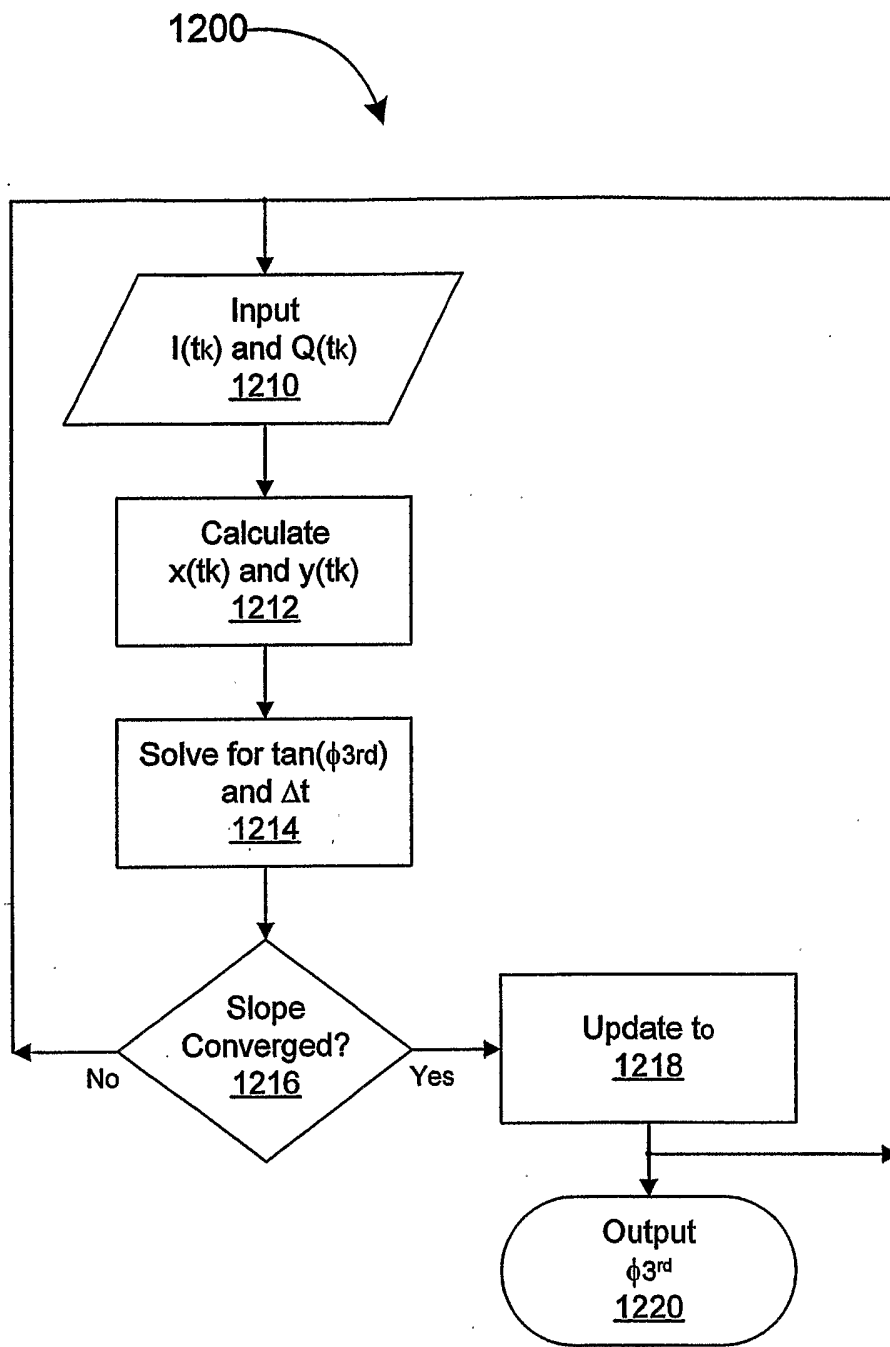 1200
Input
I(tk) and Q(tk)
1210
Calculate
x(tk) and y(tk)
1212
Solve for tan(ϕ3rd)
and Δt
1214
Slope
Converged?
1216
No
Yes
Update to
1218
Output
ϕ3rd
1220